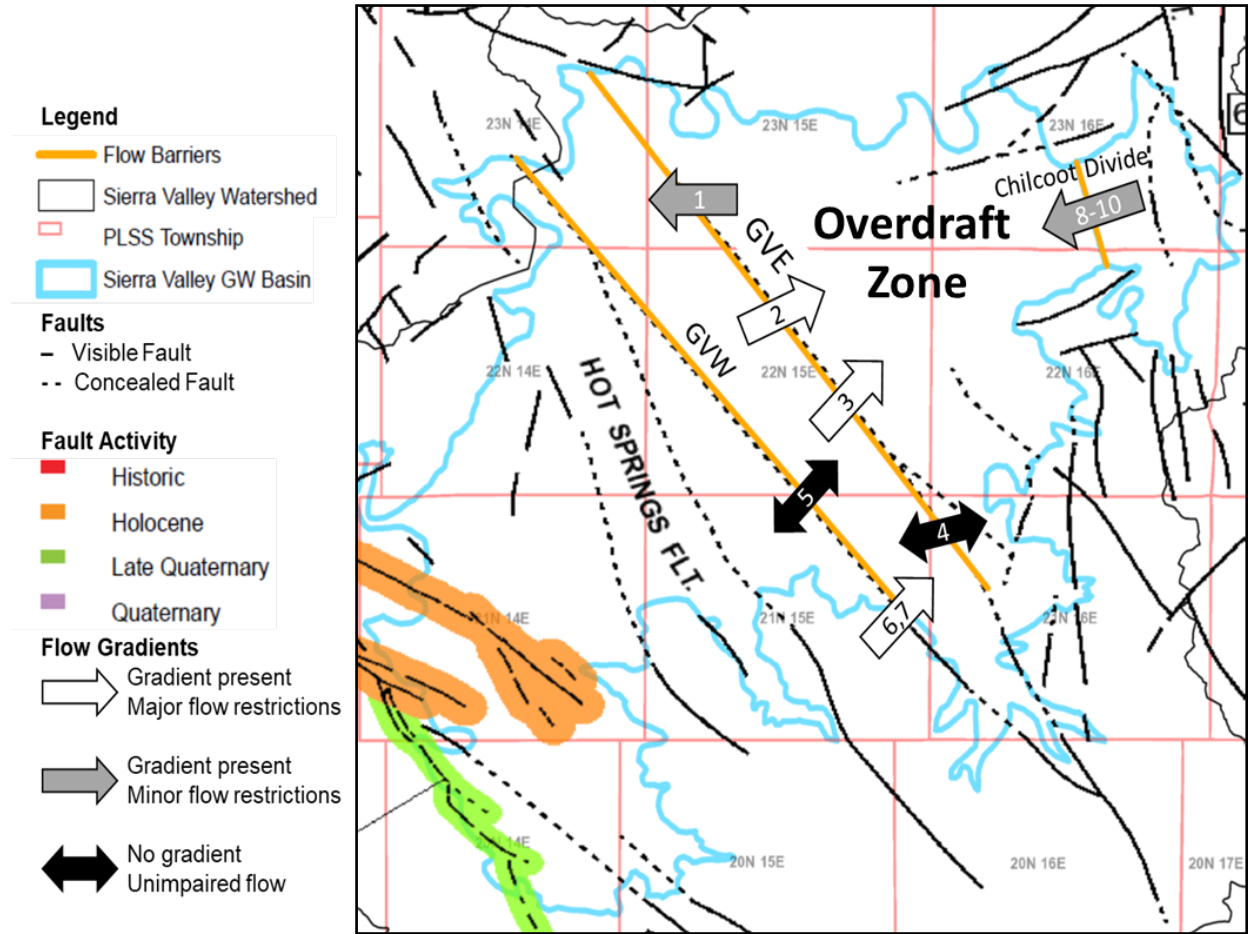 Legend
Flow Barriers
Sierra Valley Watershed
PLSS Township
Sierra Valley GW Basin
Faults
Visible Fault
Concealed Fault
Fault Activity
Historic
Holocene
Late Quaternary
Quaternary
Flow Gradients
Gradient present
Major flow restrictions
Gradient present
Minor flow restrictions
No gradient
Unimpaired flow
23N 14E
23N 15E
23N 16E
6
Chilcoot Divide
1
8-10
GVE
Overdraft
Zone
2
GVW
22N 14E
22N 15E
22N 16E
HOT SPRINGS FLT.
3
5
4
6,7
21N 14E
21N 15E
23N 16E
20N 14E
20N 15E
20N 16E
20N 17E